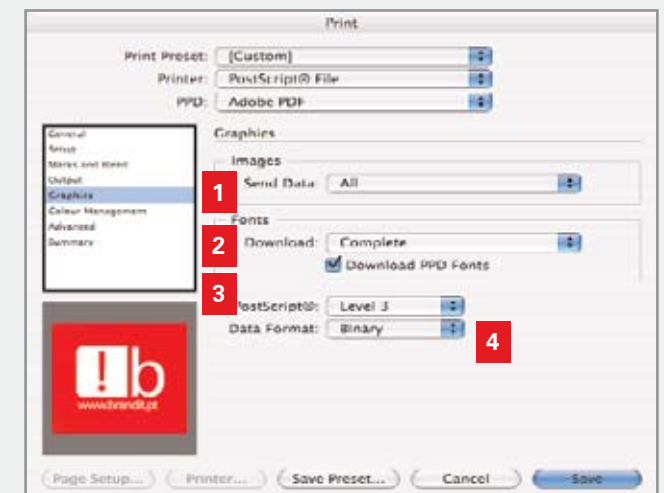 Print
Print Preset: [Custom]
Printer: PostScript® File
PPD: Adobe PDF
General
Setup
Marks and Bleed
Output
Graphics
Colour Management
Advanced
Summary
Graphics
Images
1 Send Data: All
Fonts
2 Download: Complete
Download PPD Fonts
3 PostScript®: Level 3
Data Format: Binary 4
!b
www.brandit.pt
Page Setup... Printer... Save Preset... Cancel Save